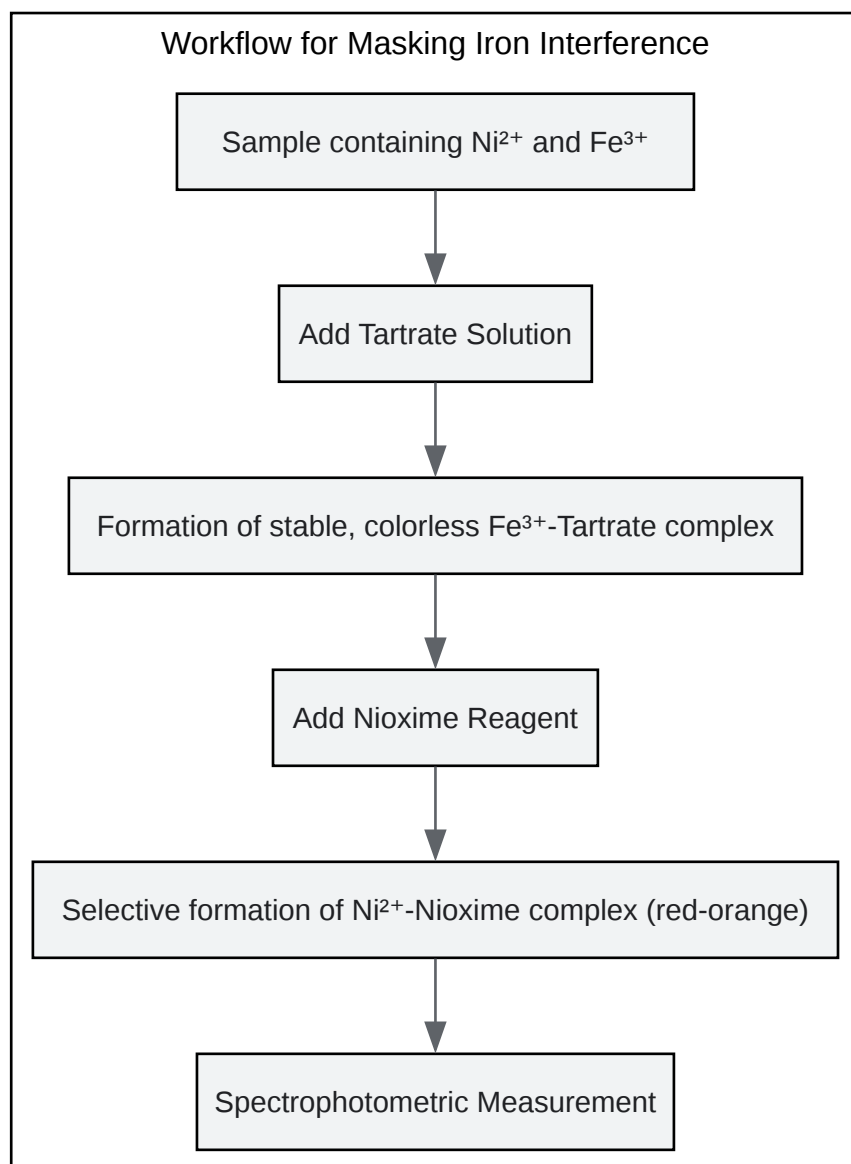 Workflow for Masking Iron Interference
Sample containing Ni²⁺ and Fe³⁺
Add Tartrate Solution
Formation of stable, colorless Fe³⁺-Tartrate complex
Add Nioxime Reagent
Selective formation of Ni²⁺-Nioxime complex (red-orange)
Spectrophotometric Measurement